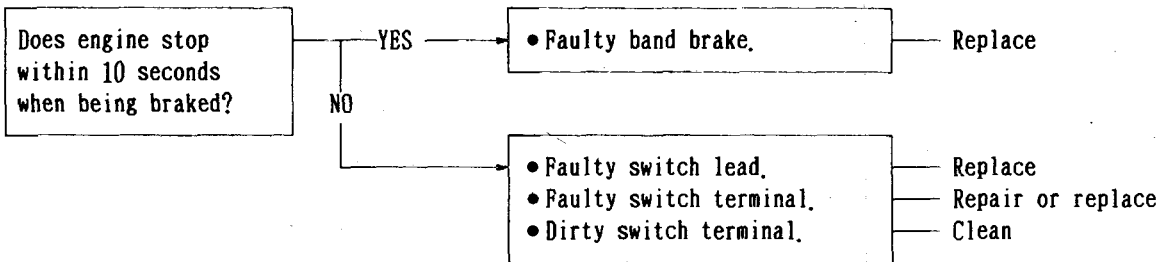 Does engine stop
within 10 seconds
when being braked?
YES
● Faulty band brake.
Replace
NO
● Faulty switch lead.
Replace
● Faulty switch terminal.
Repair or replace
● Dirty switch terminal.
Clean